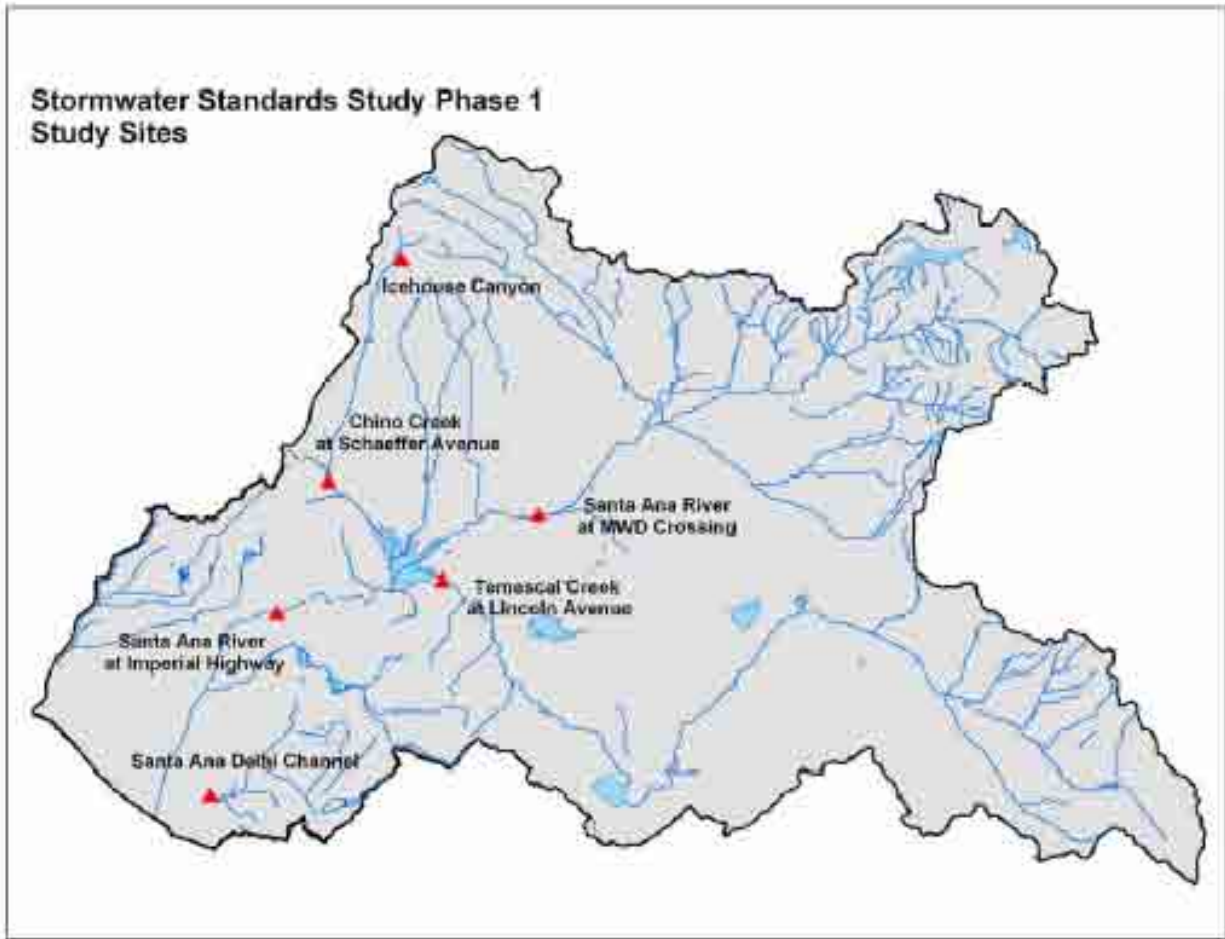 Stormwater Standards Study Phase 1
Study Sites
Icehouse Canyon
Chino Creek
at Schaeffer Avenue
Santa Ana River
at MWD Crossing
Temescal Creek
at Lincoln Avenue
Santa Ana River
at Imperial Highway
Santa Ana Delhi Channel